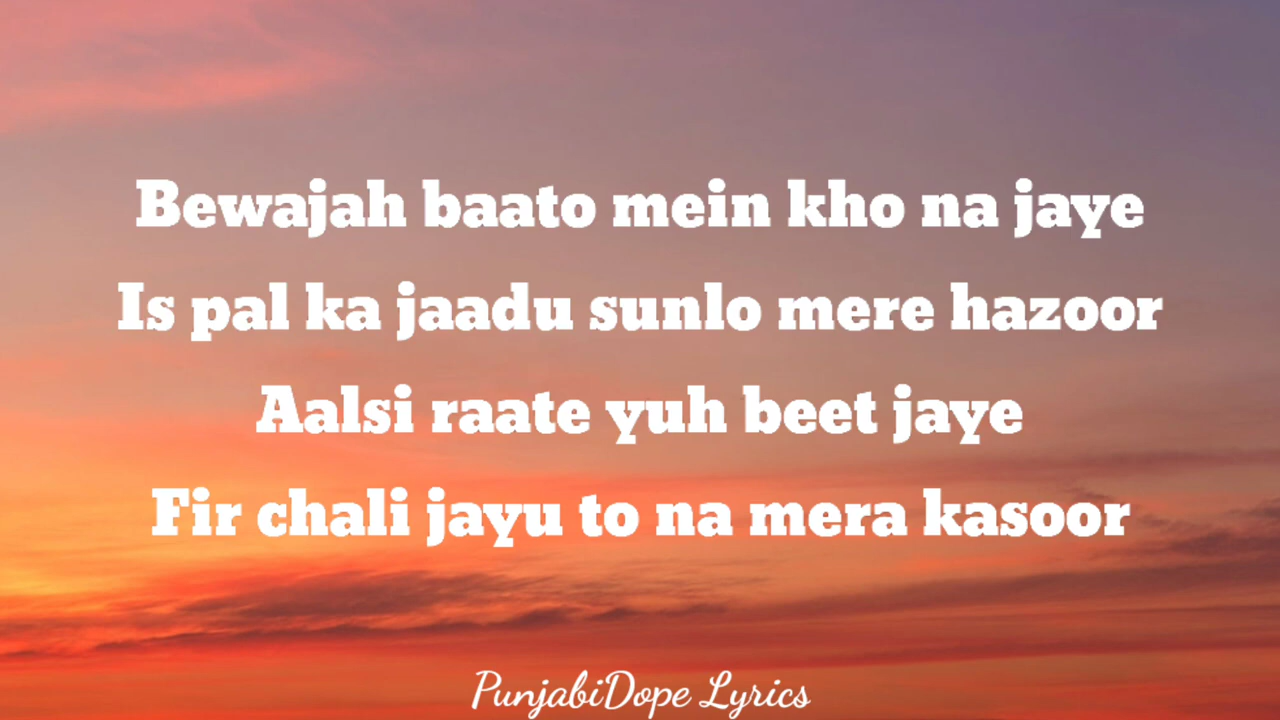 Bewajah baato mein kho na jaye
Is pal ka jaadu sunlo mere hazoor
Aalsi raate yuh beet jaye
Fir chali jayu to na mera kasoor
PunjabiDope Lyrics